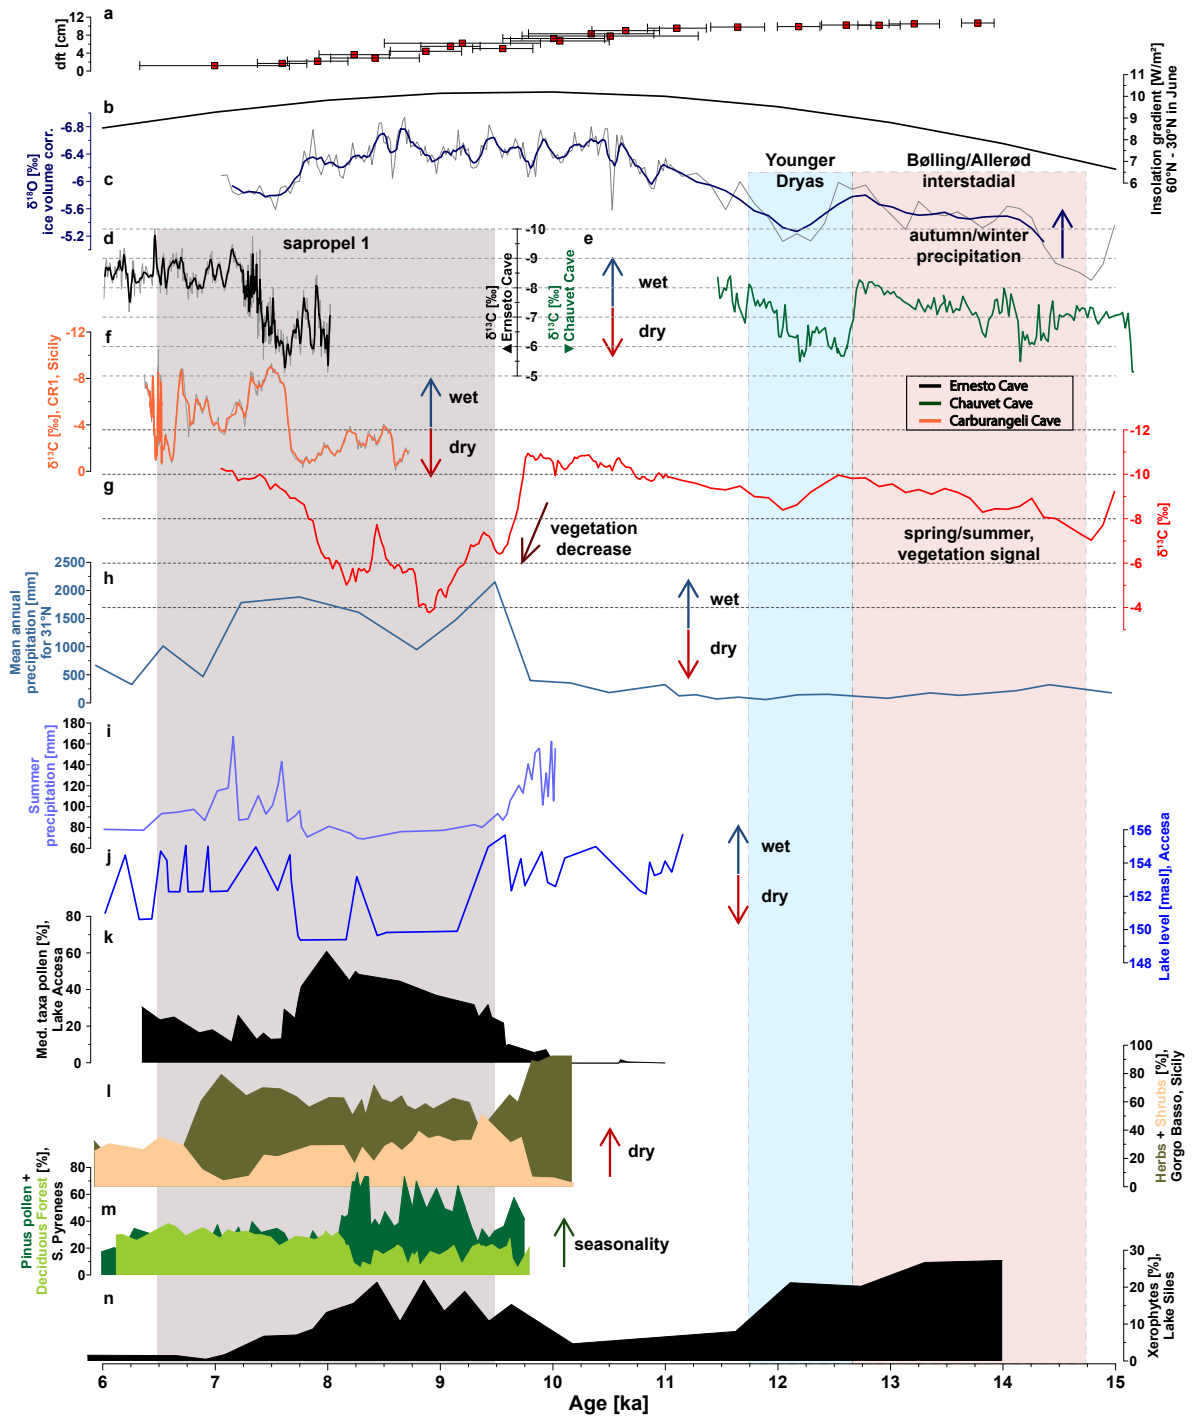 a
12
8
4
0
dft [cm]
11
10
9
8
7
6
Insolation gradient [W/m²]
60°N - 30°N in June
b
-6.8
-6.4
-6
-5.6
-5.2
δ¹⁸O [‰]
ice volume corr.
c
Younger
Dryas
Bølling/Allerød
interstadial
autumn/winter
precipitation
d
sapropel 1
-10
-9
-8
-7
-6
-5
δ¹³C [‰]
▲Ernseto Cave
δ¹³C [‰]
▼Chauvet Cave
e
wet
dry
f
-12
-8
-4
0
δ¹³C [‰], CR1, Sicily
wet
dry
Ernesto Cave
Chauvet Cave
Carburangeli Cave
g
-12
-10
-8
-6
-4
δ¹³C [‰]
vegetation
decrease
spring/summer,
vegetation signal
h
2500
2000
1500
1000
500
0
Mean annual
precipitation [mm]
for 31°N
wet
dry
i
180
160
140
120
100
80
60
Summer
precipitation [mm]
j
156
154
152
150
148
Lake level [masl], Accesa
wet
dry
k
80
60
40
20
0
Med. taxa pollen [%],
Lake Accesa
l
100
80
60
40
20
0
Herbs + Shrubs [%],
Gorgo Basso, Sicily
dry
m
80
60
40
20
0
Pinus pollen +
Deciduous Forest [%],
S. Pyrenees
seasonality
n
30
20
10
0
Xerophytes [%],
Lake Siles
6 7 8 9 10 11 12 13 14 15
Age [ka]